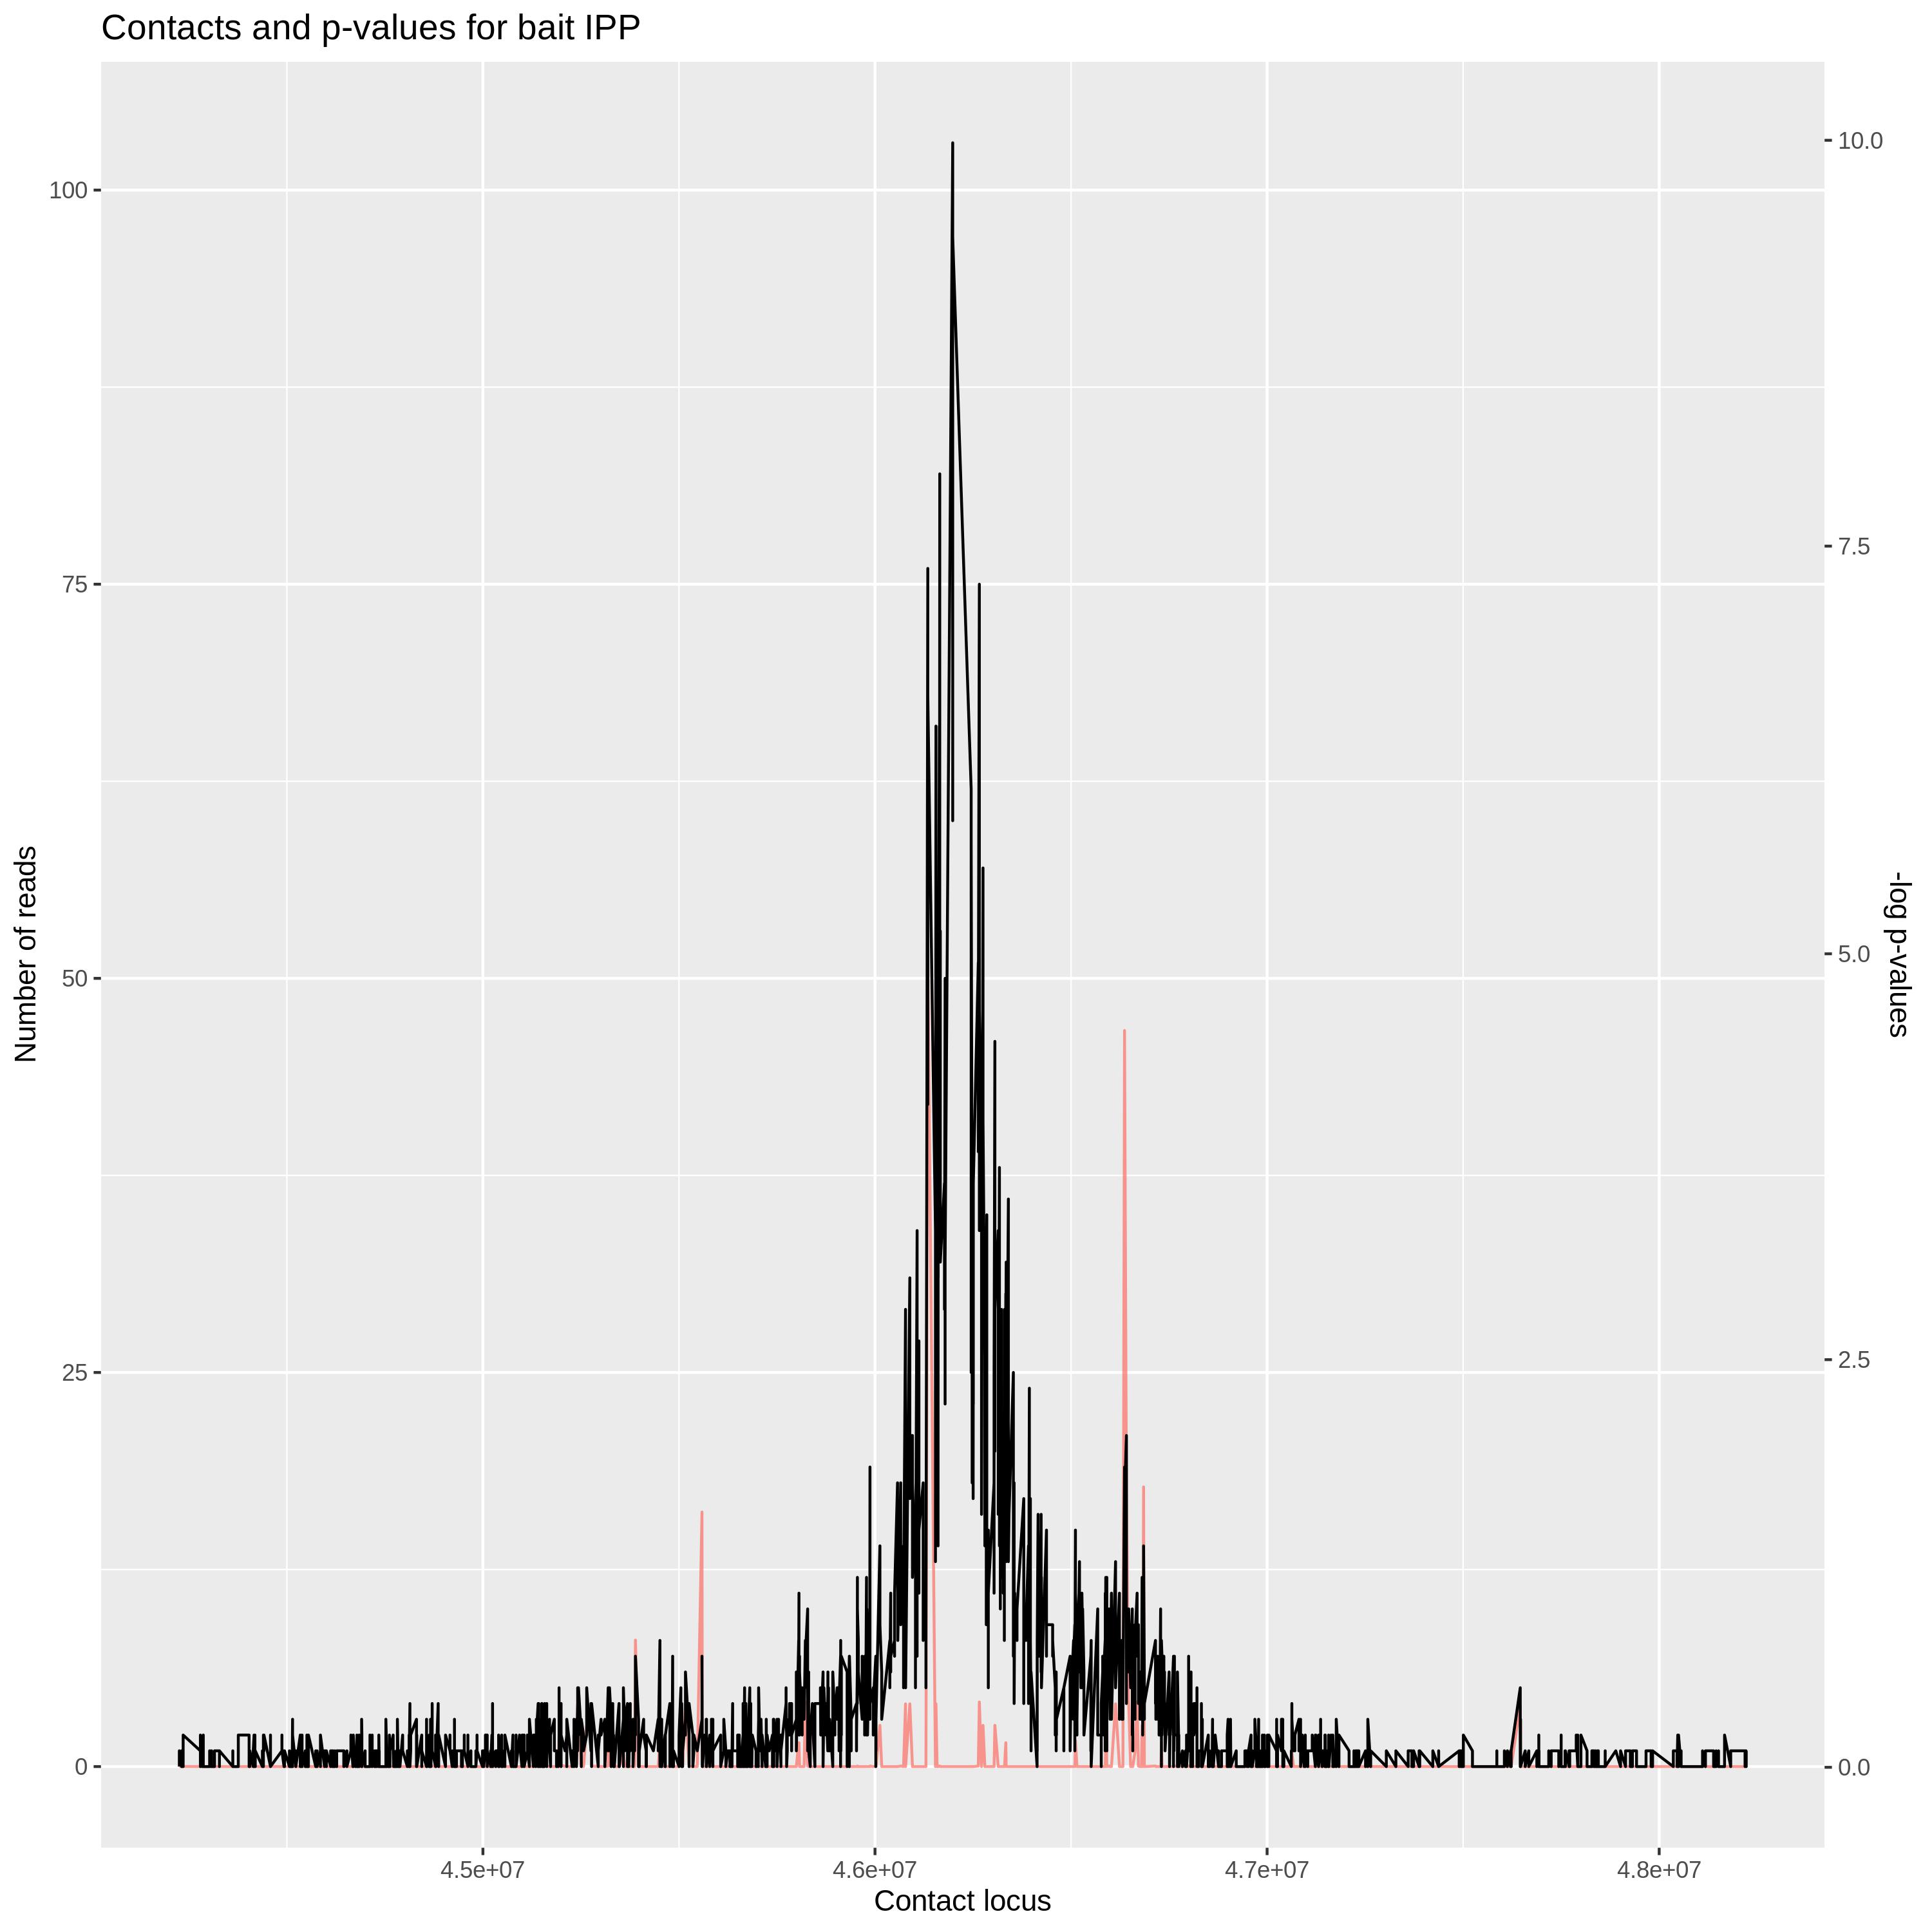 Contacts and p-values for bait IPP
100
75
50
25
0
Number of reads
10.0
7.5
5.0
2.5
0.0
-log p-values
4.5e+07
4.6e+07
4.7e+07
4.8e+07
Contact locus